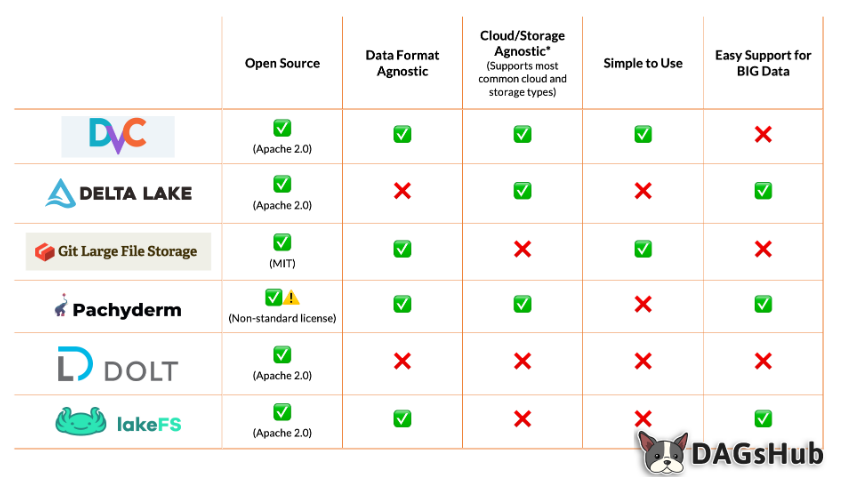 Open Source
Data Format
Agnostic
Cloud/Storage
Agnostic*
(Supports most
common cloud and
storage types)
Simple to Use
Easy Support for
BIG Data
DVC
(Apache 2.0)
DELTA LAKE
(Apache 2.0)
Git Large File Storage
(MIT)
Pachyderm
(Non-standard license)
DOLT
(Apache 2.0)
lakeFS
(Apache 2.0)
DAGsHub